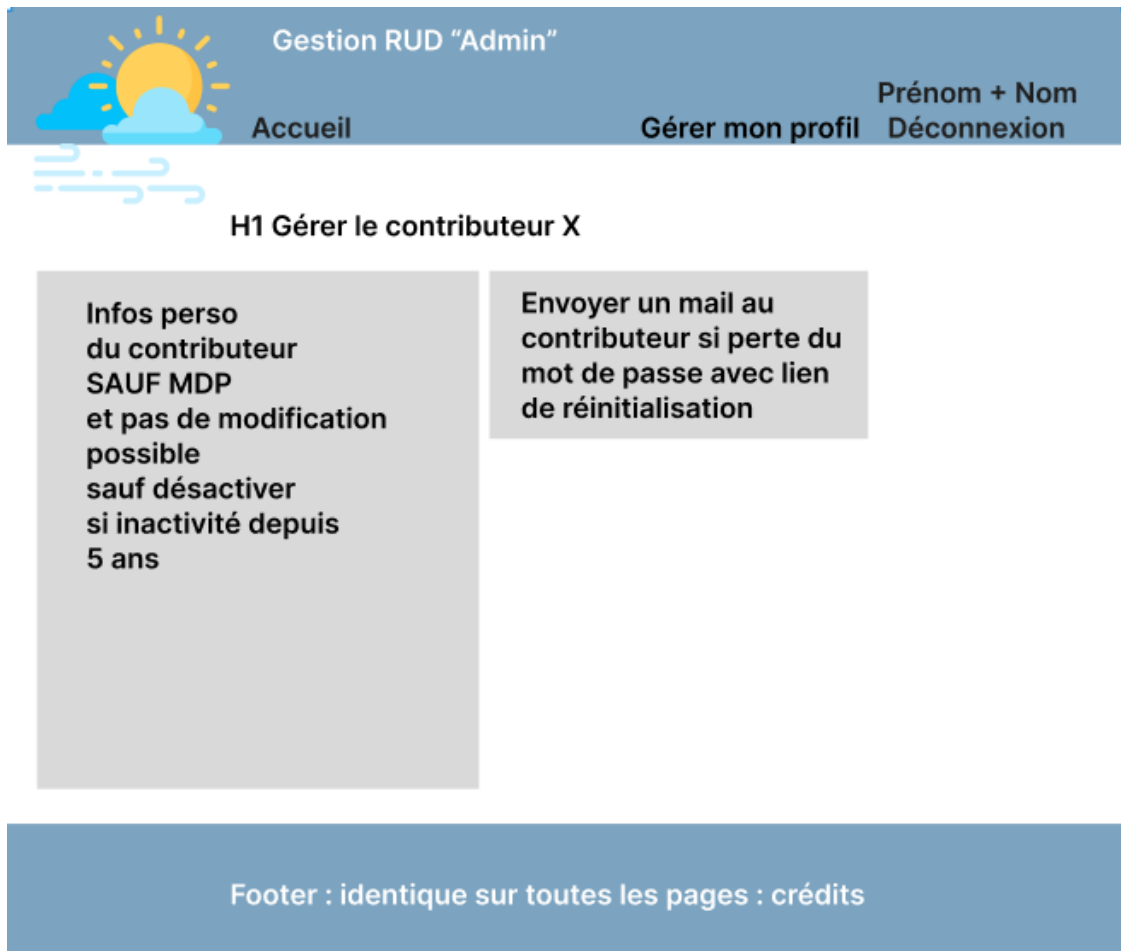 Gestion RUD “Admin”
Prénom + Nom
Accueil
Gérer mon profil
Déconnexion
H1 Gérer le contributeur X
Infos perso
du contributeur
SAUF MDP
et pas de modification
possible
sauf désactiver
si inactivité depuis
5 ans
Envoyer un mail au
contributeur si perte du
mot de passe avec lien
de réinitialisation
Footer : identique sur toutes les pages : crédits